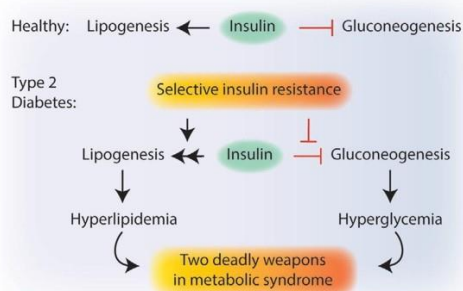 Healthy: Lipogenesis Insulin Gluconeogenesis
Type 2
Diabetes:
Selective insulin resistance
Lipogenesis Insulin Gluconeogenesis
Hyperlipidemia Hyperglycemia
Two deadly weapons
in metabolic syndrome